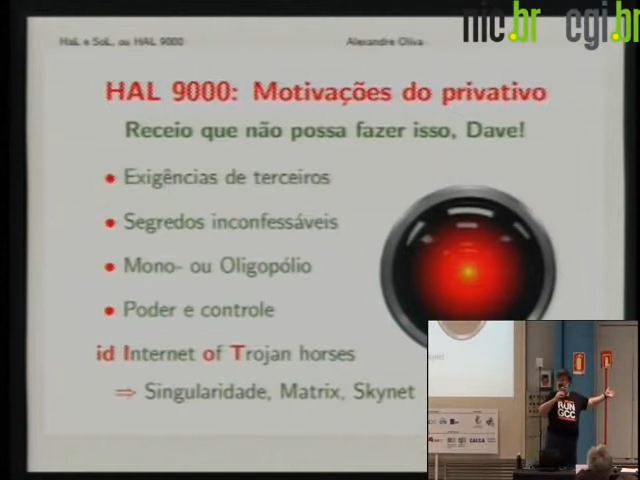 nic.br cgi.br
HaL e SoL, ou HAL 9000
Alexandre Oliva
HAL 9000: Motivações do privativo
Receio que não possa fazer isso, Dave!
• Exigências de terceiros
• Segredos inconfessáveis
• Mono- ou Oligopólio
• Poder e controle
id Internet of Trojan horses
⇒ Singularidade, Matrix, Skynet
RUN
GCC